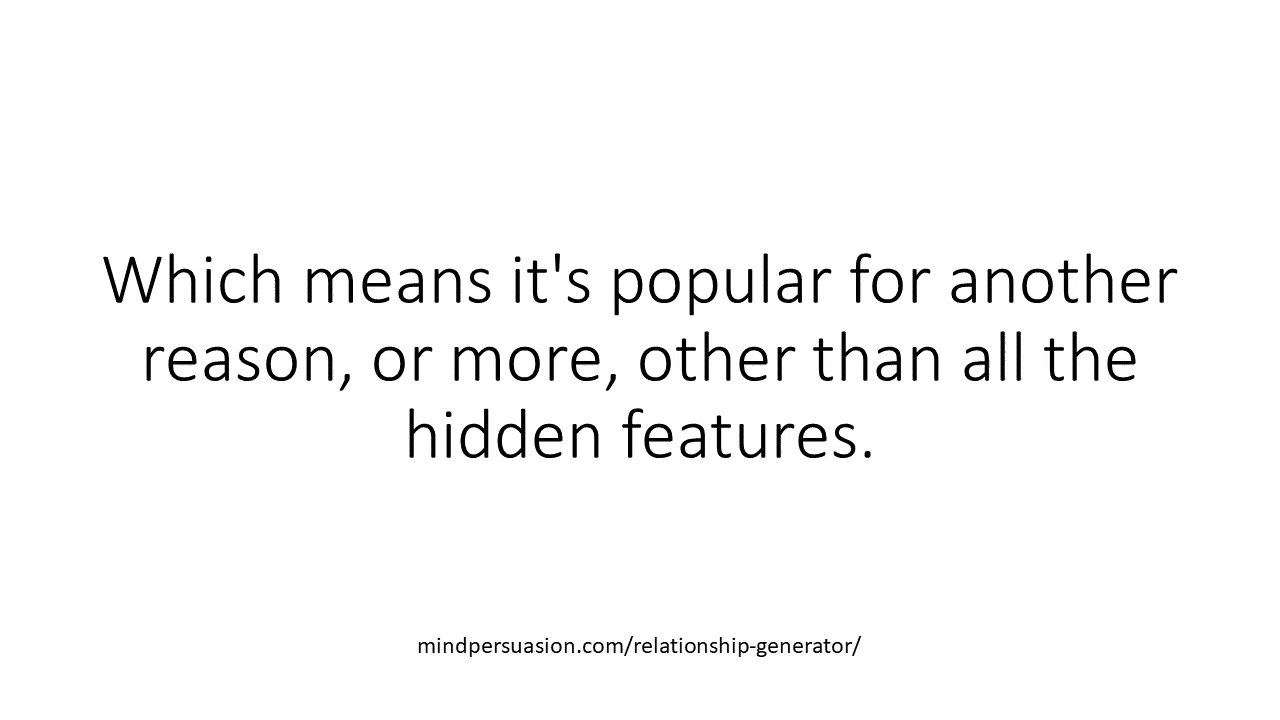 Which means it's popular for another
reason, or more, other than all the
hidden features.
mindpersuasion.com/relationship-generator/